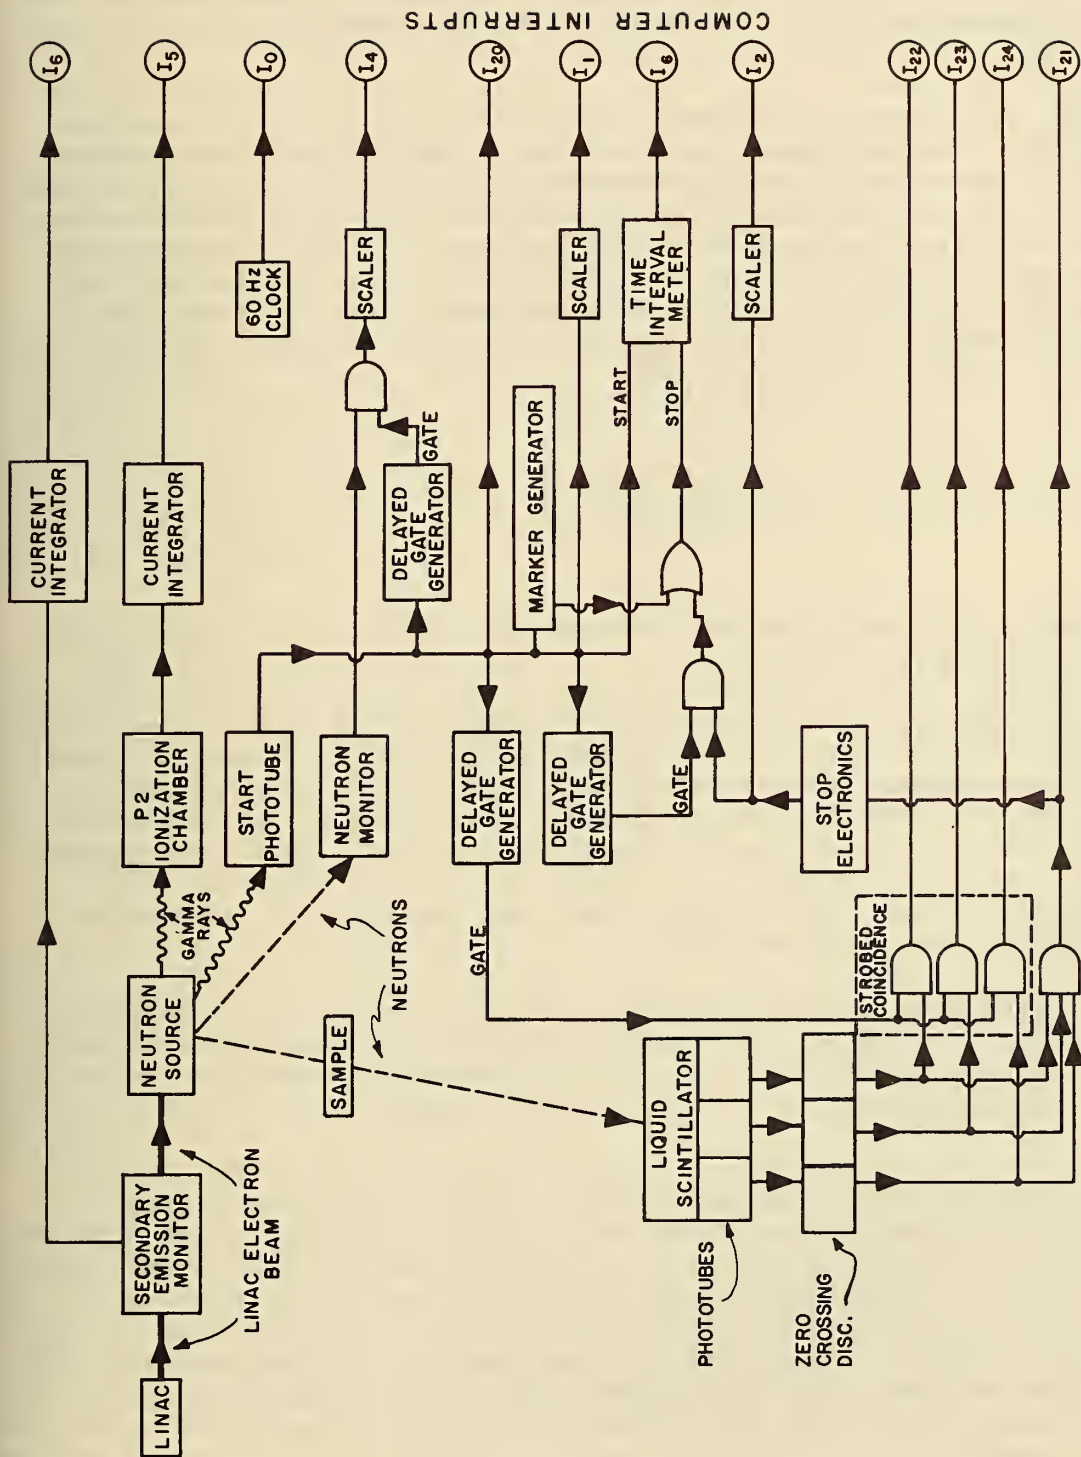 COMPUTER INTERRUPTS
I6
I5
I0
I4
I20
I1
I6
I2
I22
I23
I24
I21
CURRENT
INTEGRATOR
CURRENT
INTEGRATOR
60 Hz
CLOCK
SCALER
SCALER
TIME
INTERVAL
METER
SCALER
START
STOP
GATE
DELAYED
GATE
GENERATOR
MARKER GENERATOR
P2
IONIZATION
CHAMBER
START
PHOTOTUBE
NEUTRON
MONITOR
DELAYED
GATE
GENERATOR
DELAYED
GATE
GENERATOR
GATE
STOP
ELECTRONICS
GAMMA
RAYS
NEUTRONS
GATE
STROBED
COINCIDENCE
NEUTRON
SOURCE
SAMPLE
LIQUID
SCINTILLATOR
SECONDARY
EMISSION
MONITOR
LINAC ELECTRON
BEAM
PHOTOTUBES
ZERO
CROSSING
DISC.
LINAC